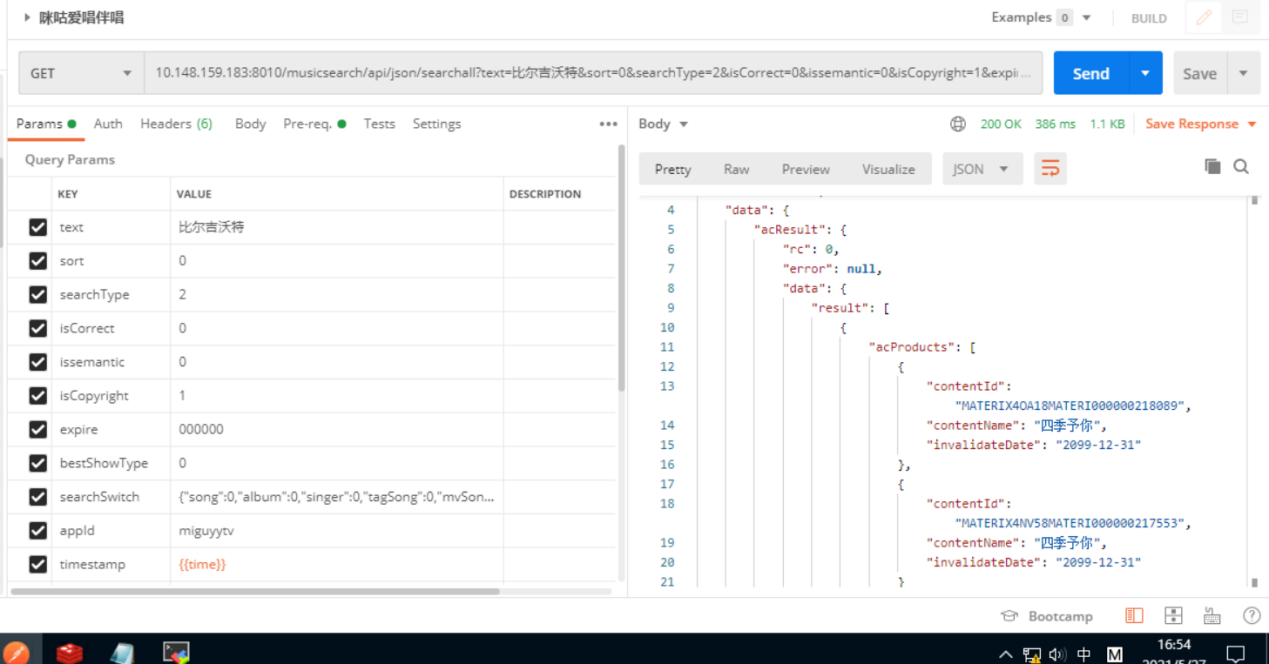 咪咕爱唱伴唱
Examples 0
BUILD
GET
10.148.159.183:8010/musicsearch/api/json/searchall?text=比尔吉沃特&sort=0&searchType=2&isCorrect=0&issemantic=0&isCopyright=1&expir...
Send
Save
Params
Auth
Headers (6)
Body
Pre-req.
Tests
Settings
Query Params
KEY VALUE DESCRIPTION
text 比尔吉沃特
sort 0
searchType 2
isCorrect 0
issemantic 0
isCopyright 1
expire 000000
bestShowType 0
searchSwitch {"song":0,"album":0,"singer":0,"tagSong":0,"mvSon...
appId miguyytv
timestamp {{time}}
Body
200 OK 386 ms 1.1 KB Save Response
Pretty Raw Preview Visualize JSON
4 "data": {
5 "acResult": {
6 "rc": 0,
7 "error": null,
8 "data": {
9 "result": [
10 {
11 "acProducts": [
12 {
13 "contentId":
"MATERIX4OA18MATERI000000218089",
14 "contentName": "四季予你",
15 "invalidateDate": "2099-12-31"
16 },
17 {
18 "contentId":
"MATERIX4NV58MATERI000000217553",
19 "contentName": "四季予你",
20 "invalidateDate": "2099-12-31"
21 }
Bootcamp
中
M
16:54